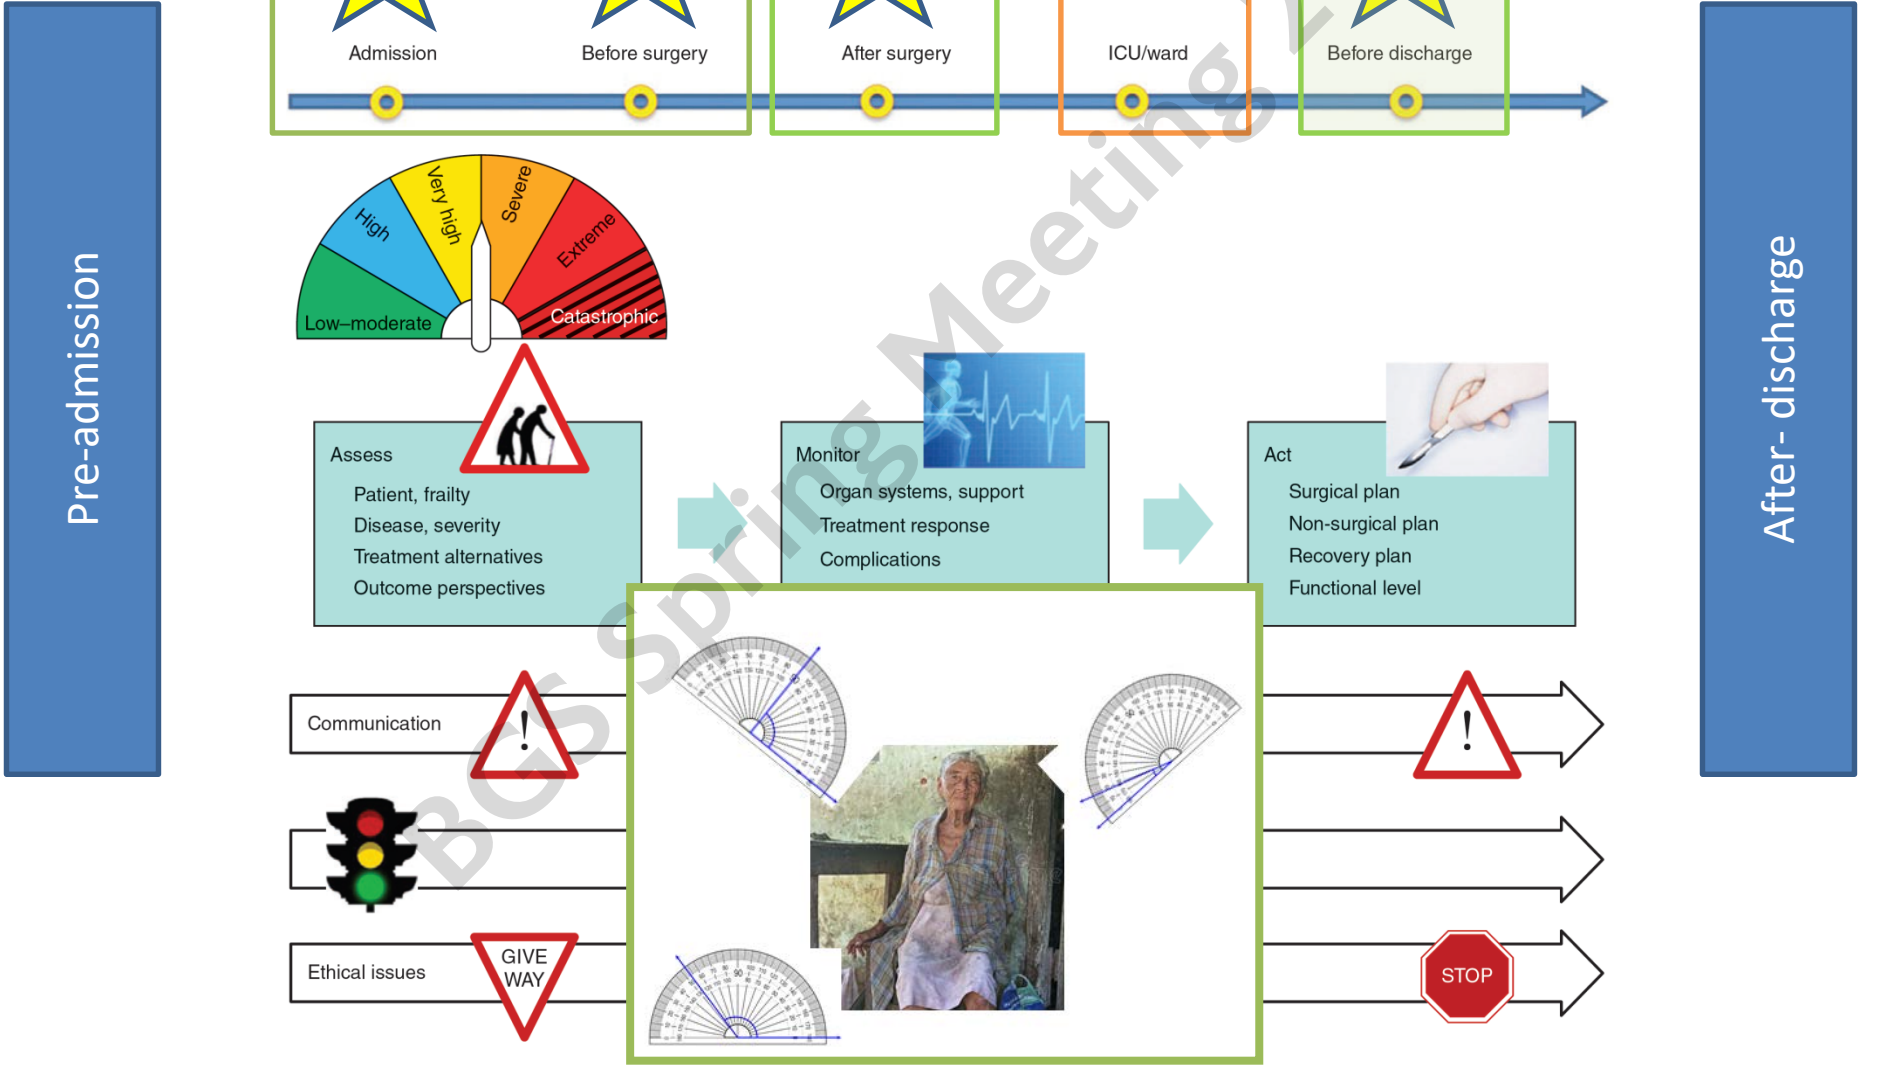 Admission
Before surgery
After surgery
ICU/ward
Before discharge
Pre-admission
After- discharge
Low–moderate
High
Very high
Severe
Extreme
Catastrophic
Assess
Patient, frailty
Disease, severity
Treatment alternatives
Outcome perspectives
Monitor
Organ systems, support
Treatment response
Complications
Act
Surgical plan
Non-surgical plan
Recovery plan
Functional level
Communication
!
!
Ethical issues
GIVE
WAY
STOP
90
BGS Spring Meeting